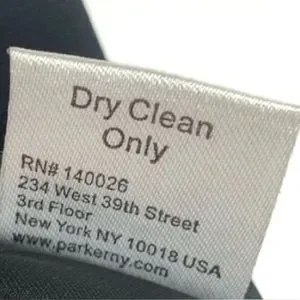 Dry Clean
Only
RN# 140026
234 West 39th Street
3rd Floor
New York NY 10018 USA
www.parkerny.com